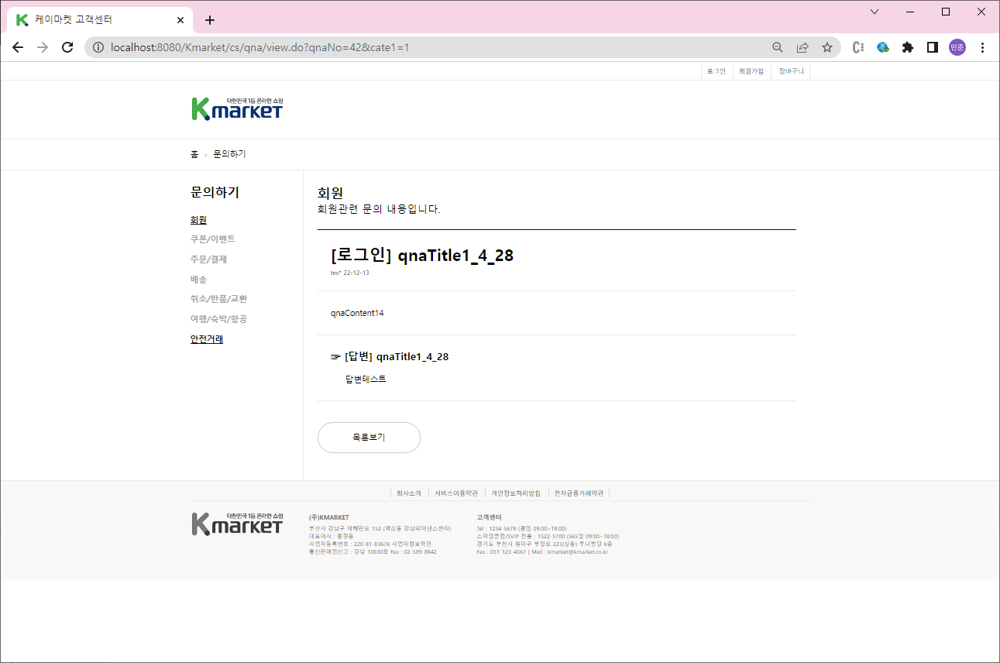 케이마켓 고객센터
localhost:8080/Kmarket/cs/qna/view.do?qnaNo=42&cate1=1
민준
로그인 회원가입 장바구니
대한민국 1등 온라인 쇼핑
Kmarket
홈 > 문의하기
문의하기
회원
쿠폰/이벤트
주문/결제
배송
취소/반품/교환
여행/숙박/항공
안전거래
회원
회원관련 문의 내용입니다.
[로그인] qnaTitle1_4_28
tes* 22-12-13
qnaContent14
☞ [답변] qnaTitle1_4_28
답변테스트
목록보기
회사소개 서비스이용약관 개인정보처리방침 전자금융거래약관
대한민국 1등 온라인 쇼핑
Kmarket
(주)KMARKET
부산시 강남구 테헤란로 152 (역삼동 강남파이낸스센터)
대표이사 : 홍길동
사업자등록번호 : 220-81-83676 사업자정보확인
통신판매업신고 : 강남 10630호 Fax : 02-589-8842
고객센터
Tel : 1234-5678 (평일 09:00~18:00)
스마일클럽/SVIP 전용 : 1522-5700 (365일 09:00~18:00)
경기도 부천시 원미구 부일로 223(상동) 투나빌딩 6층
Fax : 051-123-4567 | Mail : kmarket@kmarket.co.kr